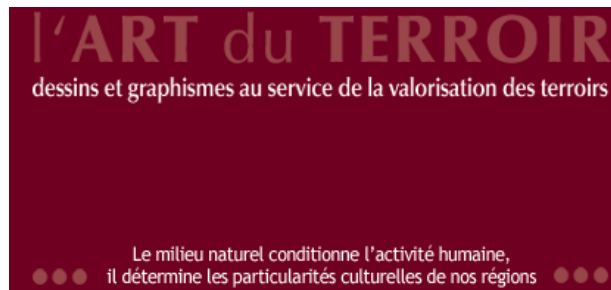 l'ART du TERROIR
dessins et graphismes au service de la valorisation des terroirs
Le milieu naturel conditionne l'activité humaine,
il détermine les particularités culturelles de nos régions